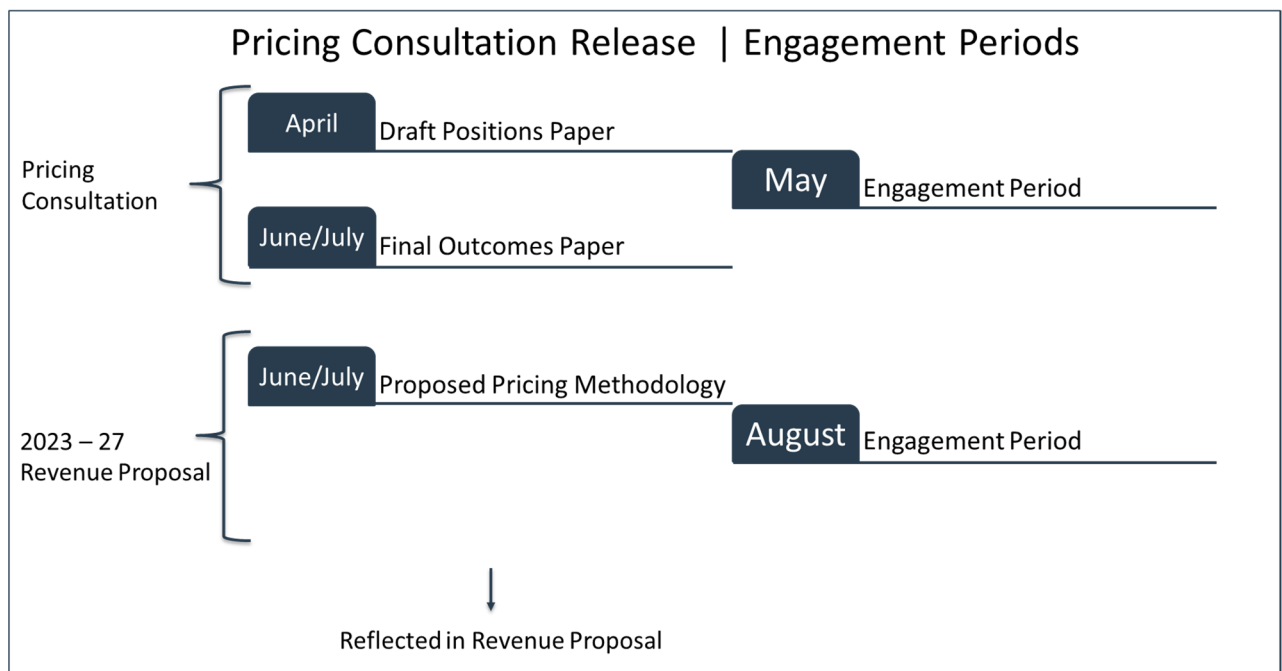 Pricing Consultation Release | Engagement Periods
April
Draft Positions Paper
May
Engagement Period
Pricing
Consultation
June/July
Final Outcomes Paper
June/July
Proposed Pricing Methodology
August
Engagement Period
2023 – 27
Revenue Proposal
Reflected in Revenue Proposal